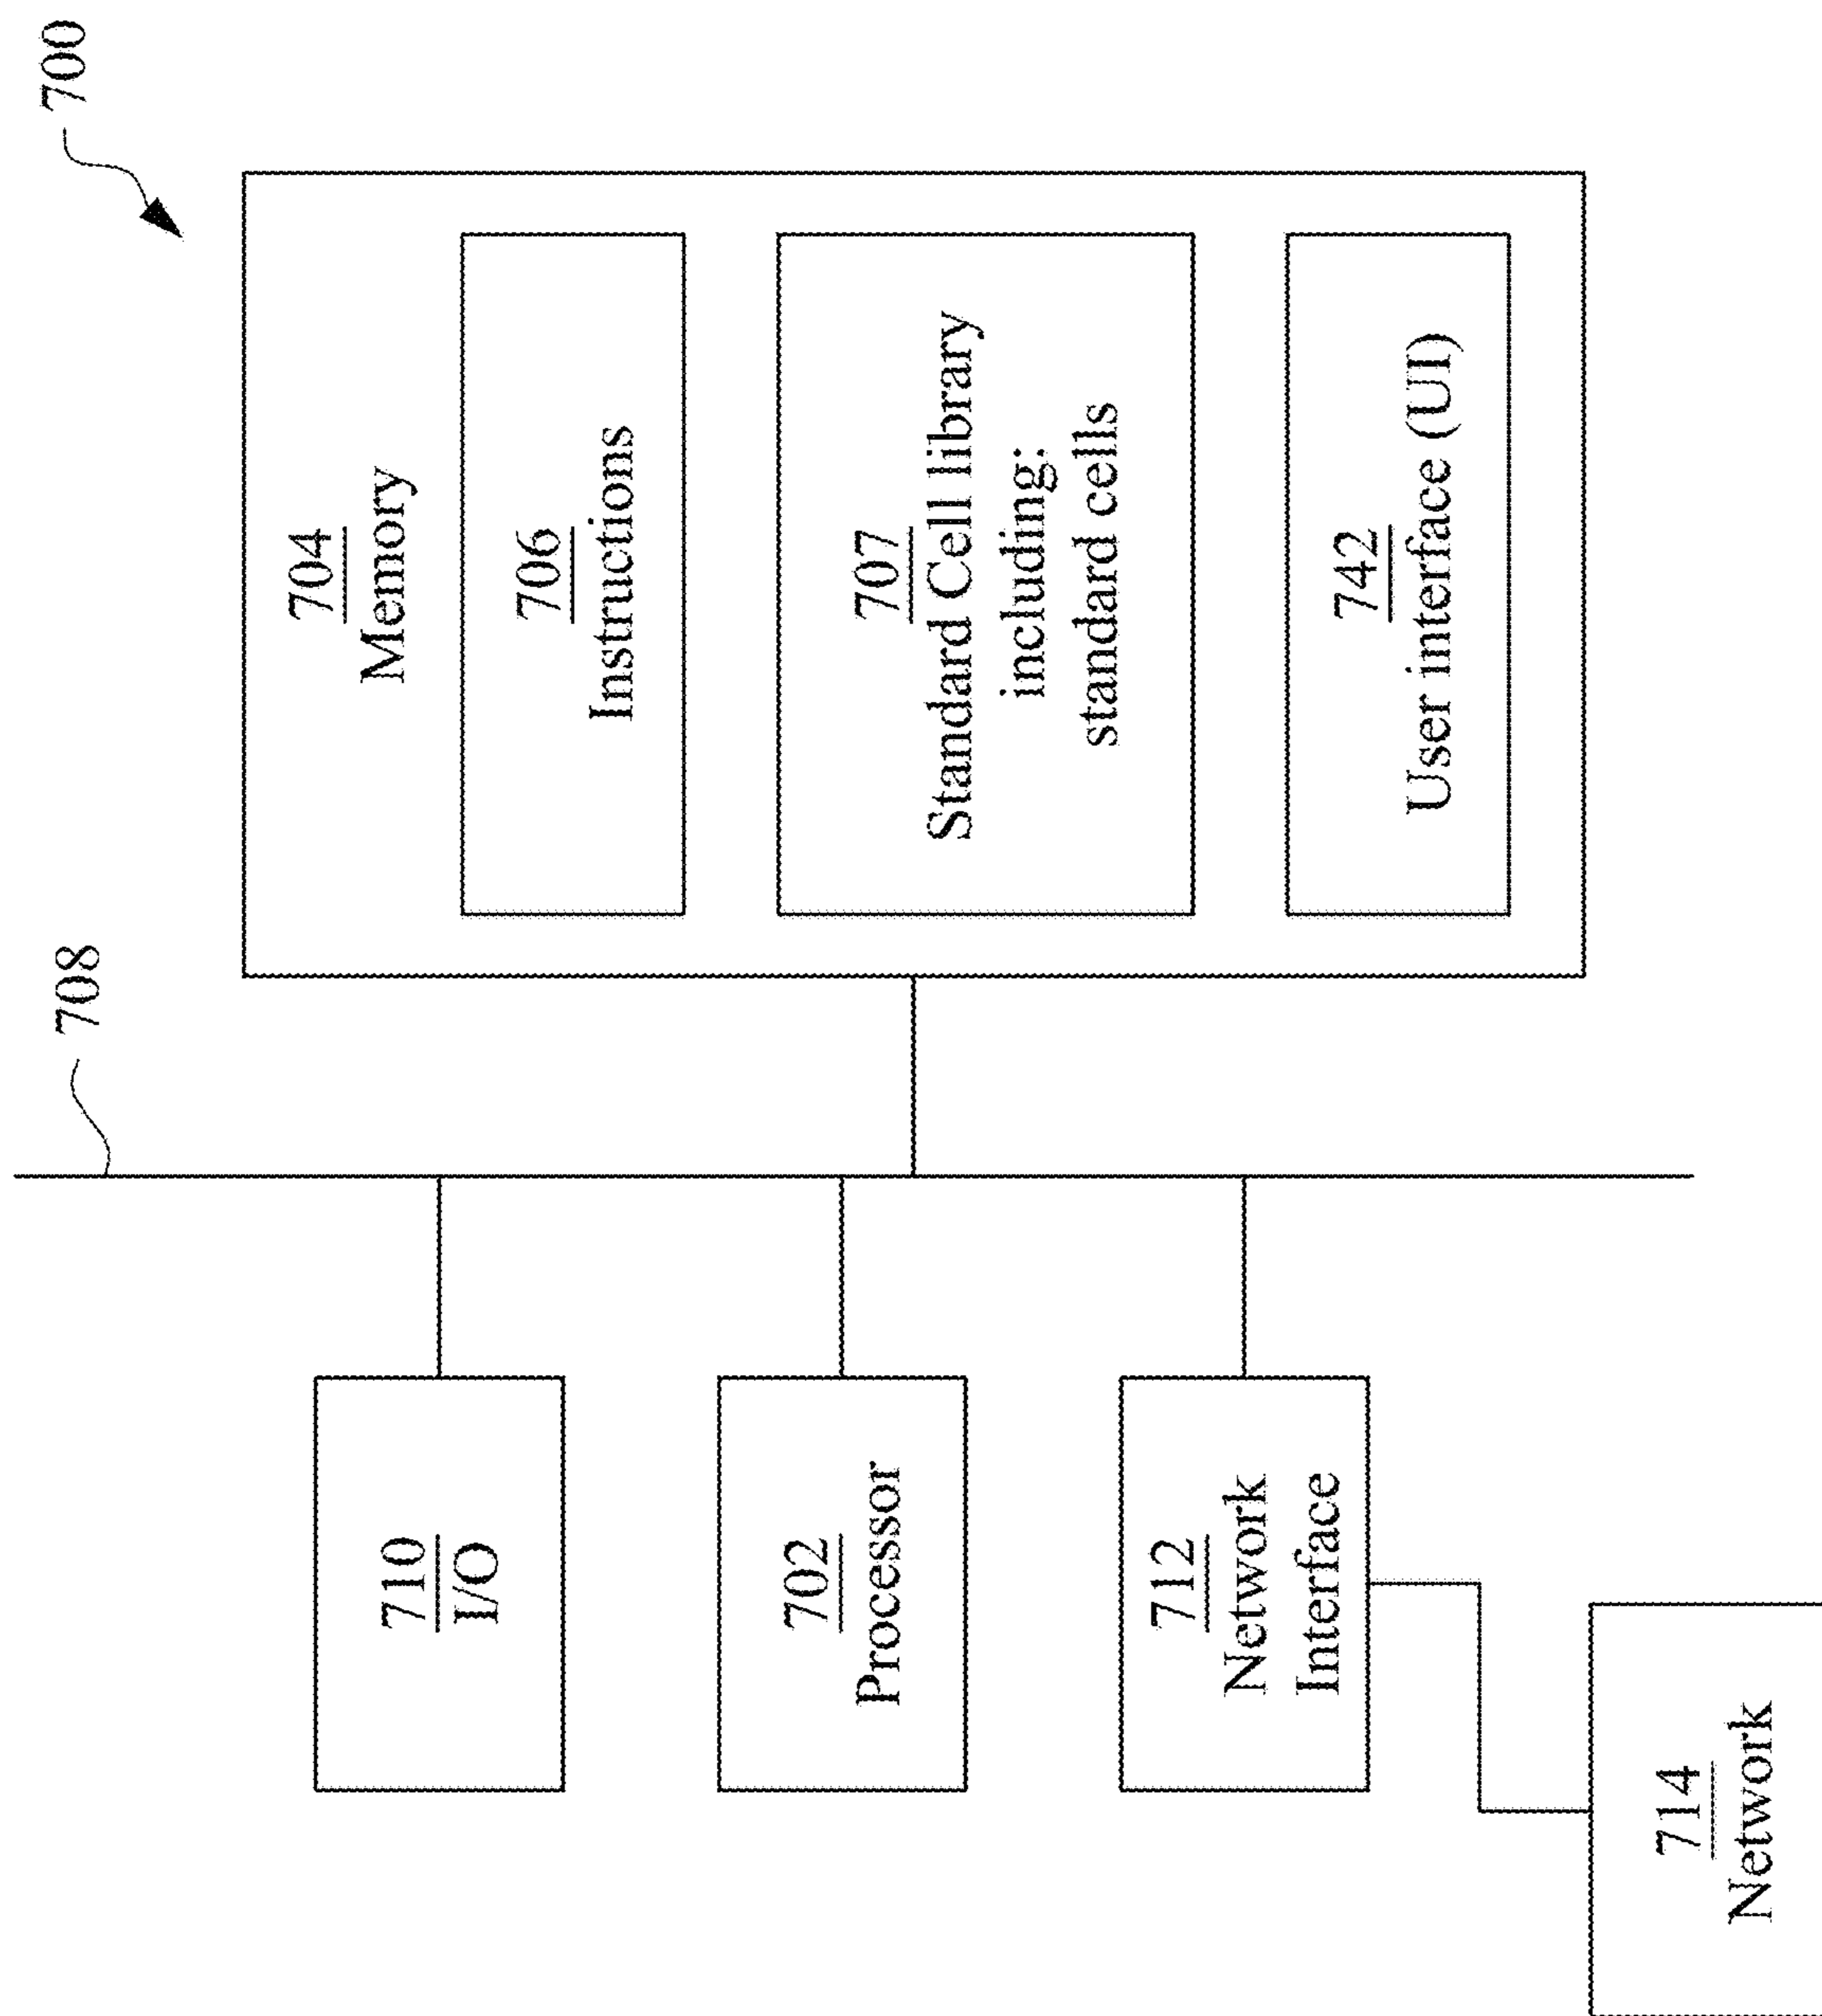 700
704
Memory
706
Instructions
707
Standard Cell library
including:
standard cells
742
User interface (UI)
708
710
I/O
702
Processor
712
Network
Interface
714
Network